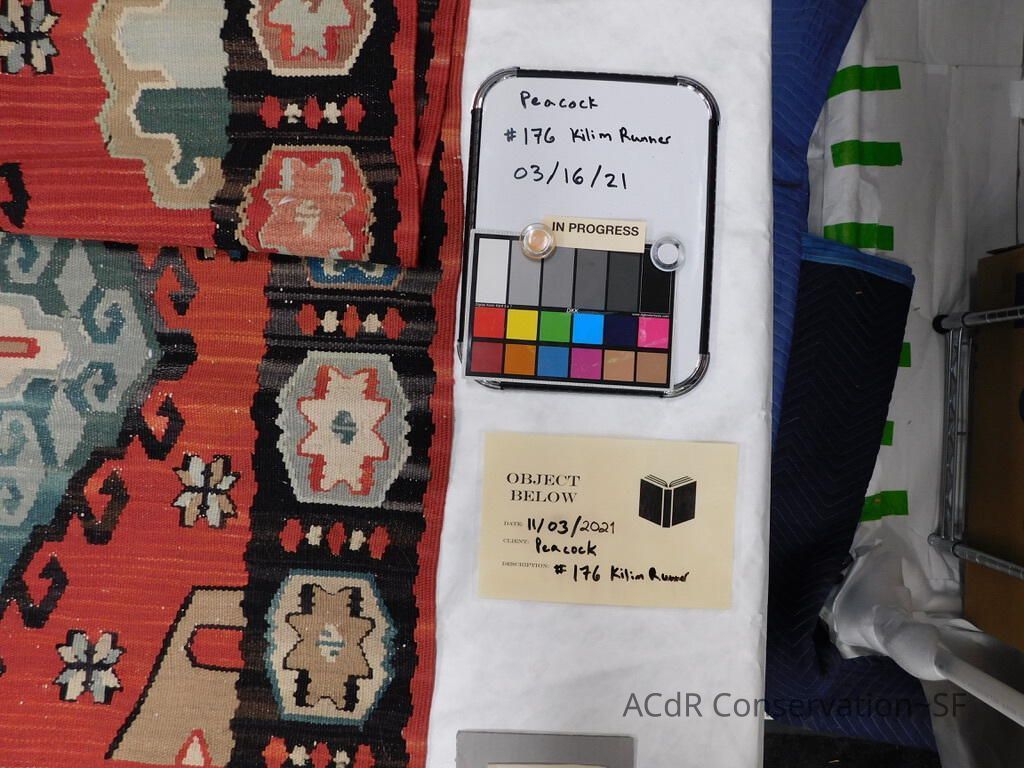 Peacock
#176 Kilim Runner
03/16/21
IN PROGRESS
OBJECT
BELOW
DATE: 11/03/2021
CLIENT: Peacock
DESCRIPTION: #176 Kilim Runner
ACdR Conservation~SF